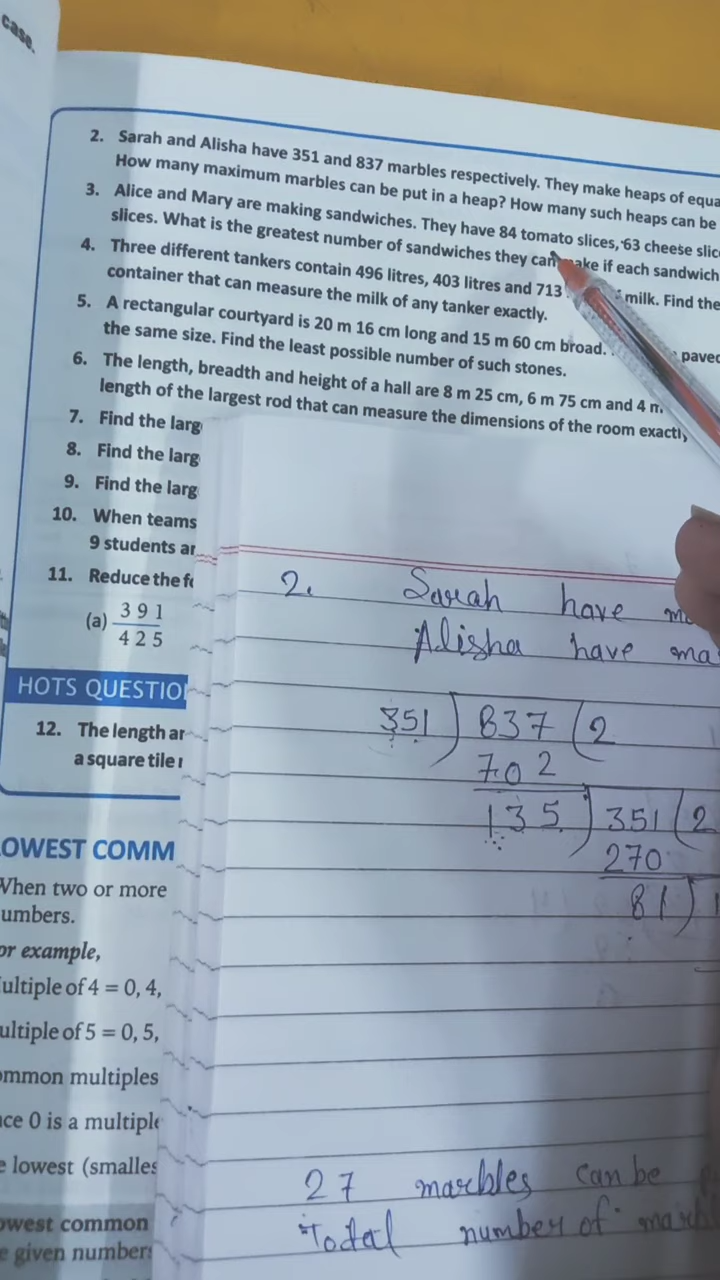 case.
2. Sarah and Alisha have 351 and 837 marbles respectively. They make heaps of equa
How many maximum marbles can be put in a heap? How many such heaps can be
3. Alice and Mary are making sandwiches. They have 84 tomato slices, 63 cheese slic
slices. What is the greatest number of sandwiches they can make if each sandwich
4. Three different tankers contain 496 litres, 403 litres and 713 milk. Find the
container that can measure the milk of any tanker exactly.
5. A rectangular courtyard is 20 m 16 cm long and 15 m 60 cm broad. paved
the same size. Find the least possible number of such stones.
6. The length, breadth and height of a hall are 8 m 25 cm, 6 m 75 cm and 4 m
length of the largest rod that can measure the dimensions of the room exactly
7. Find the larg
8. Find the larg
9. Find the larg
10. When teams
9 students ar
11. Reduce the fo
(a) 391
425
HOTS QUESTIO
12. The length ar
a square tile
OWEST COMM
When two or more
umbers.
or example,
ultiple of 4 = 0, 4,
ultiple of 5 = 0, 5,
ommon multiples
nce 0 is a multiple
e lowest (smalles
owest common
e given number
2. Sarah have
Alisha have ma
351 ) 837 ( 2
702
135 ) 351 ( 2
270
81 ) 1
27 marbles can be
Total number of marb